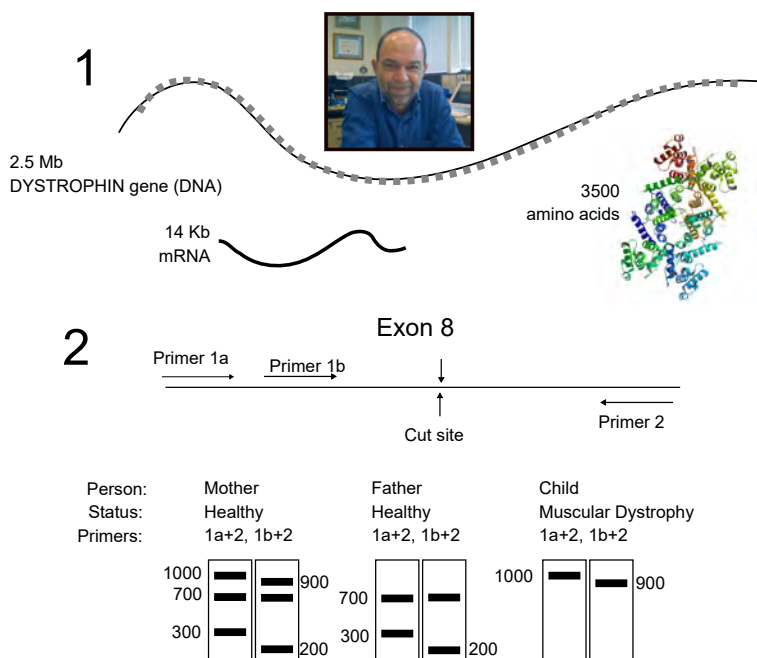 1
2.5 Mb
DYSTROPHIN gene (DNA)
3500
amino acids
14 Kb
mRNA
2
Exon 8
Primer 1a
Primer 1b
Primer 2
Cut site
Person: Mother Father Child
Status: Healthy Healthy Muscular Dystrophy
Primers: 1a+2, 1b+2 1a+2, 1b+2 1a+2, 1b+2
1000 900 1000 900
700 700
300 200 300 200